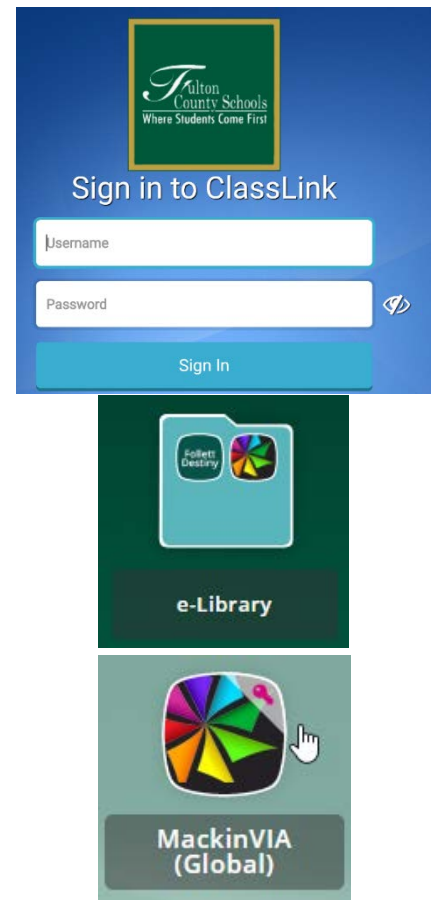 Fulton
County Schools
Where Students Come First
Sign in to ClassLink
Username
Password
Sign In
Follett
Destiny
e-Library
MackinVIA
(Global)